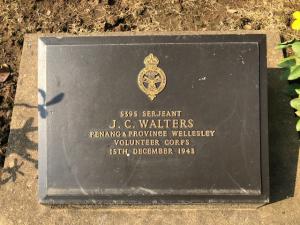 5395 SERJEANT
J. C. WALTERS
PENANG & PROVINCE WELLESLEY
VOLUNTEER CORPS
15TH DECEMBER 1943